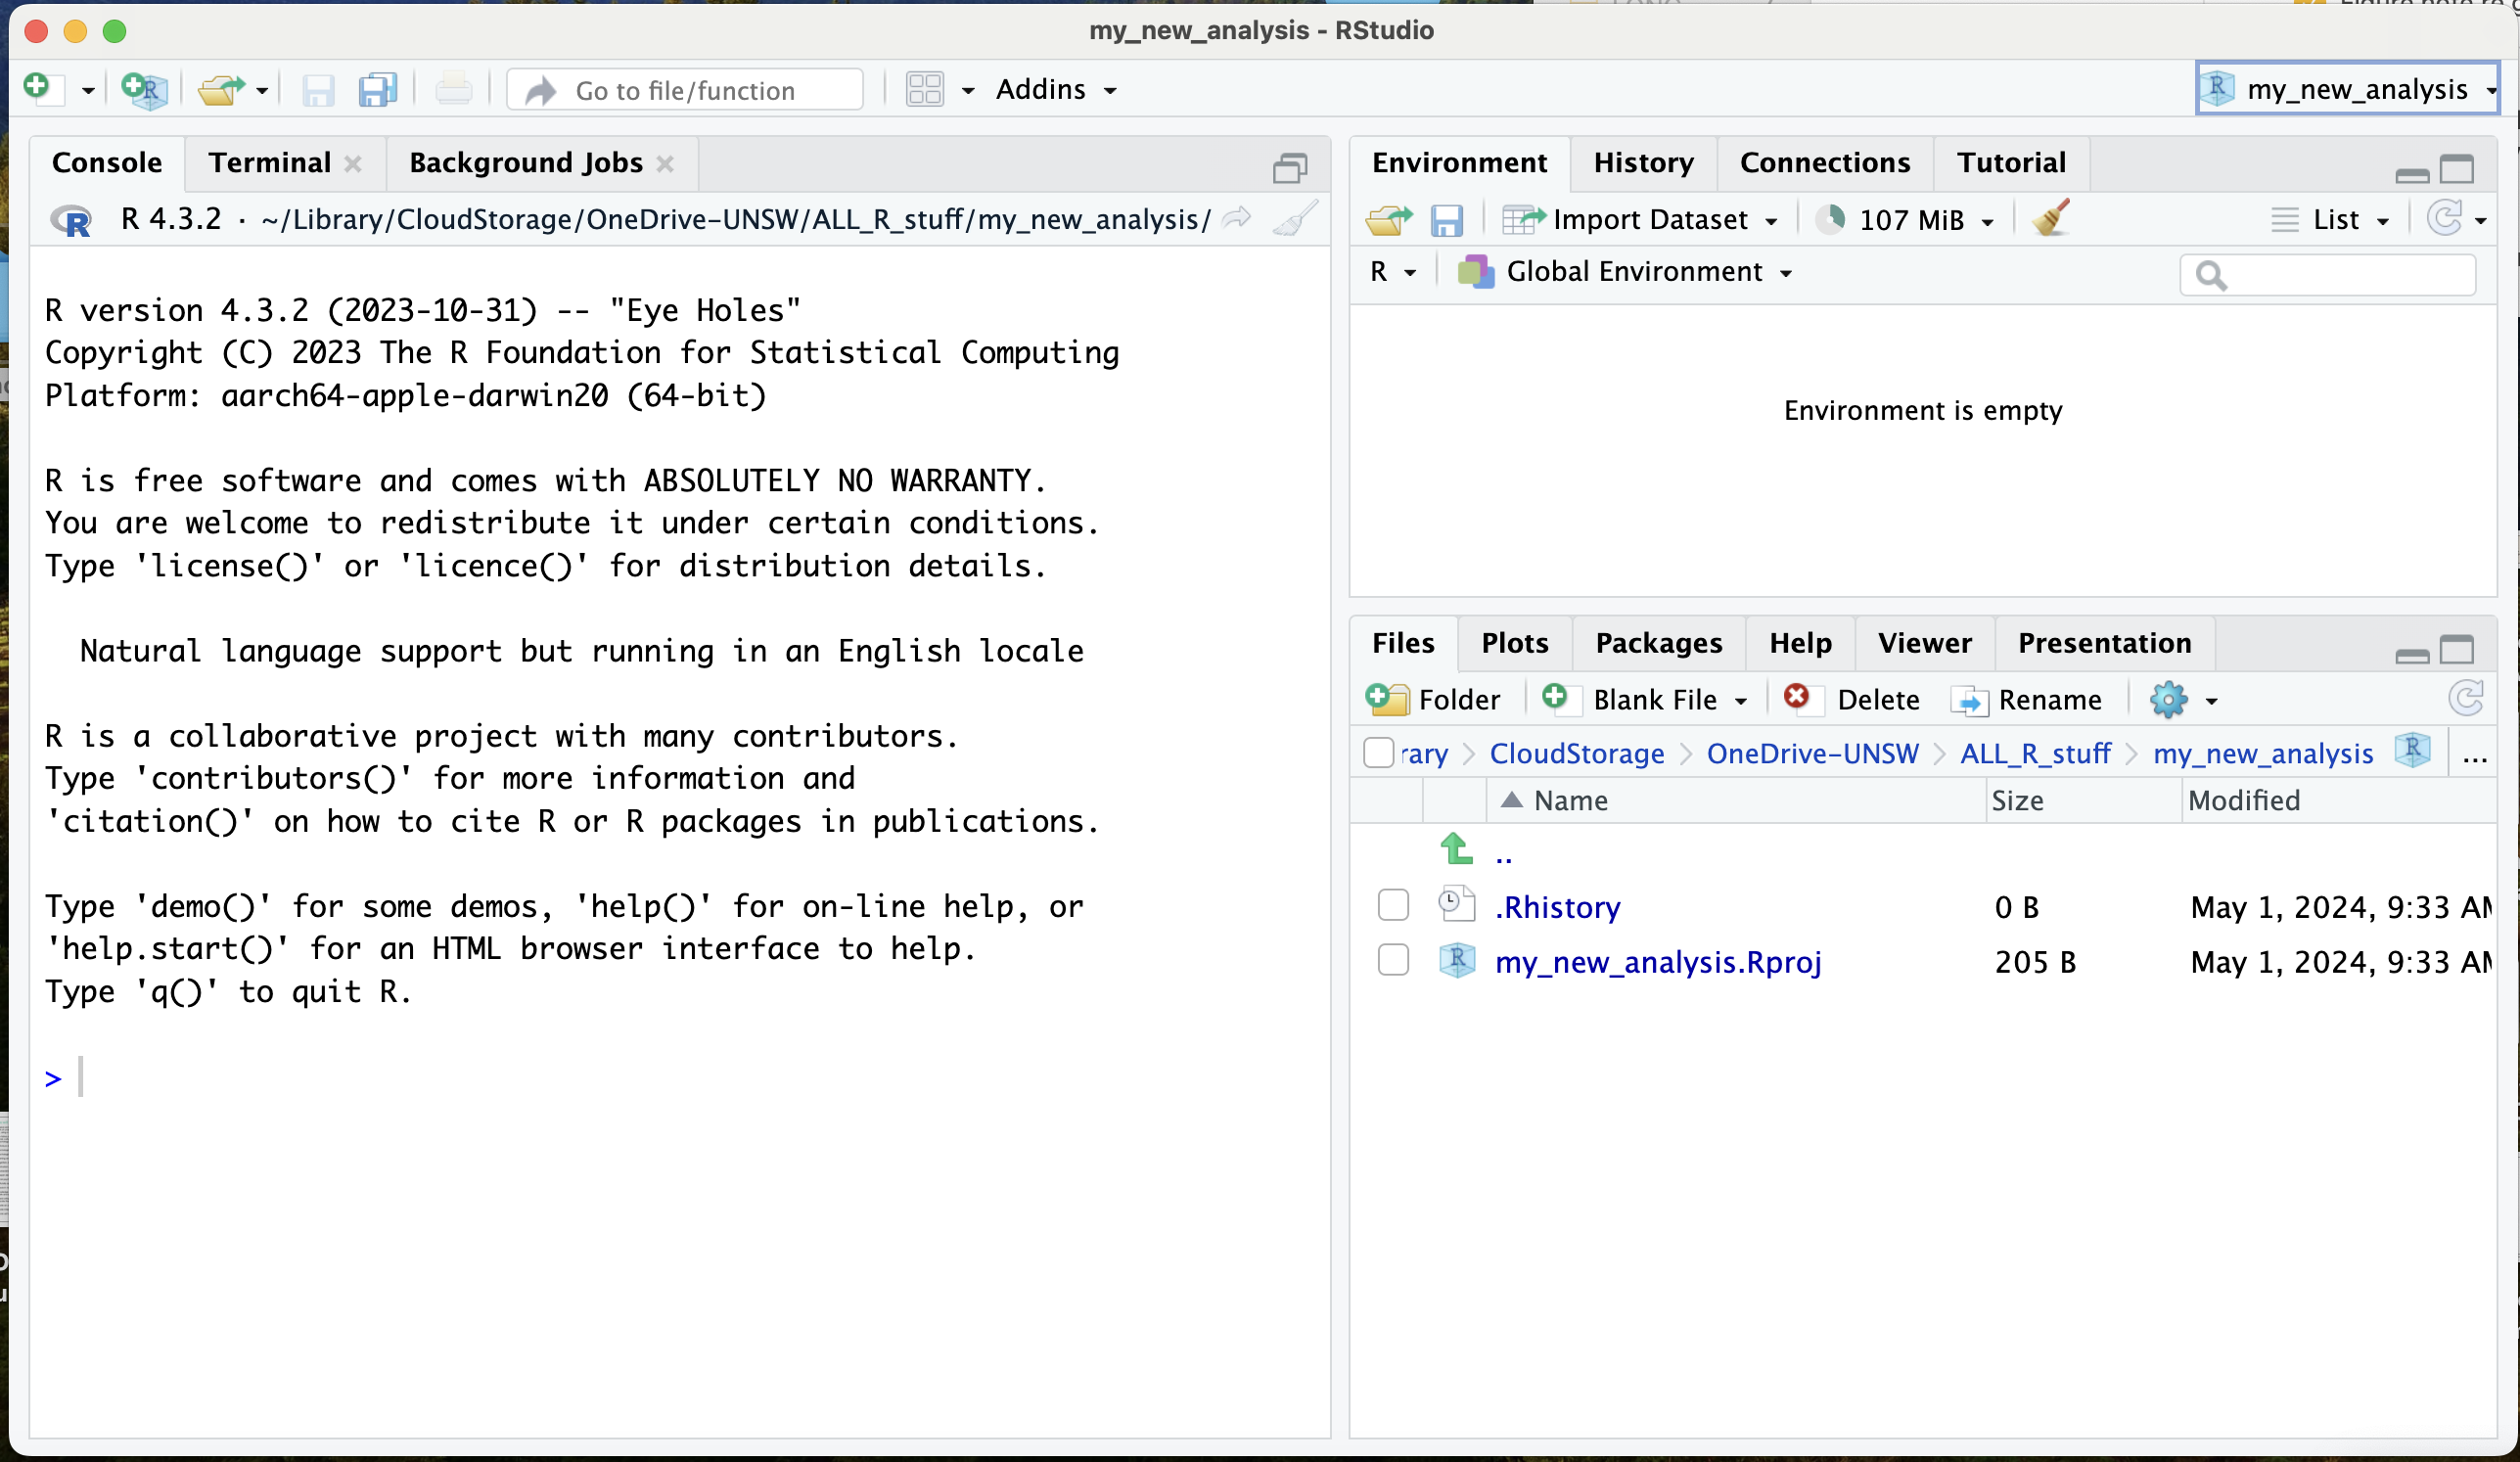 my_new_analysis - RStudio
Go to file/function
Addins
my_new_analysis
Console Terminal Background Jobs
R 4.3.2 · ~/Library/CloudStorage/OneDrive-UNSW/ALL_R_stuff/my_new_analysis/
R version 4.3.2 (2023-10-31) -- "Eye Holes"
Copyright (C) 2023 The R Foundation for Statistical Computing
Platform: aarch64-apple-darwin20 (64-bit)
R is free software and comes with ABSOLUTELY NO WARRANTY.
You are welcome to redistribute it under certain conditions.
Type 'license()' or 'licence()' for distribution details.
Natural language support but running in an English locale
R is a collaborative project with many contributors.
Type 'contributors()' for more information and
'citation()' on how to cite R or R packages in publications.
Type 'demo()' for some demos, 'help()' for on-line help, or
'help.start()' for an HTML browser interface to help.
Type 'q()' to quit R.
>
Environment History Connections Tutorial
Import Dataset 107 MiB List
R Global Environment
Environment is empty
Files Plots Packages Help Viewer Presentation
Folder Blank File Delete Rename
rary CloudStorage OneDrive-UNSW ALL_R_stuff my_new_analysis ...
Name Size Modified
..
.Rhistory 0 B May 1, 2024, 9:33 AM
my_new_analysis.Rproj 205 B May 1, 2024, 9:33 AM